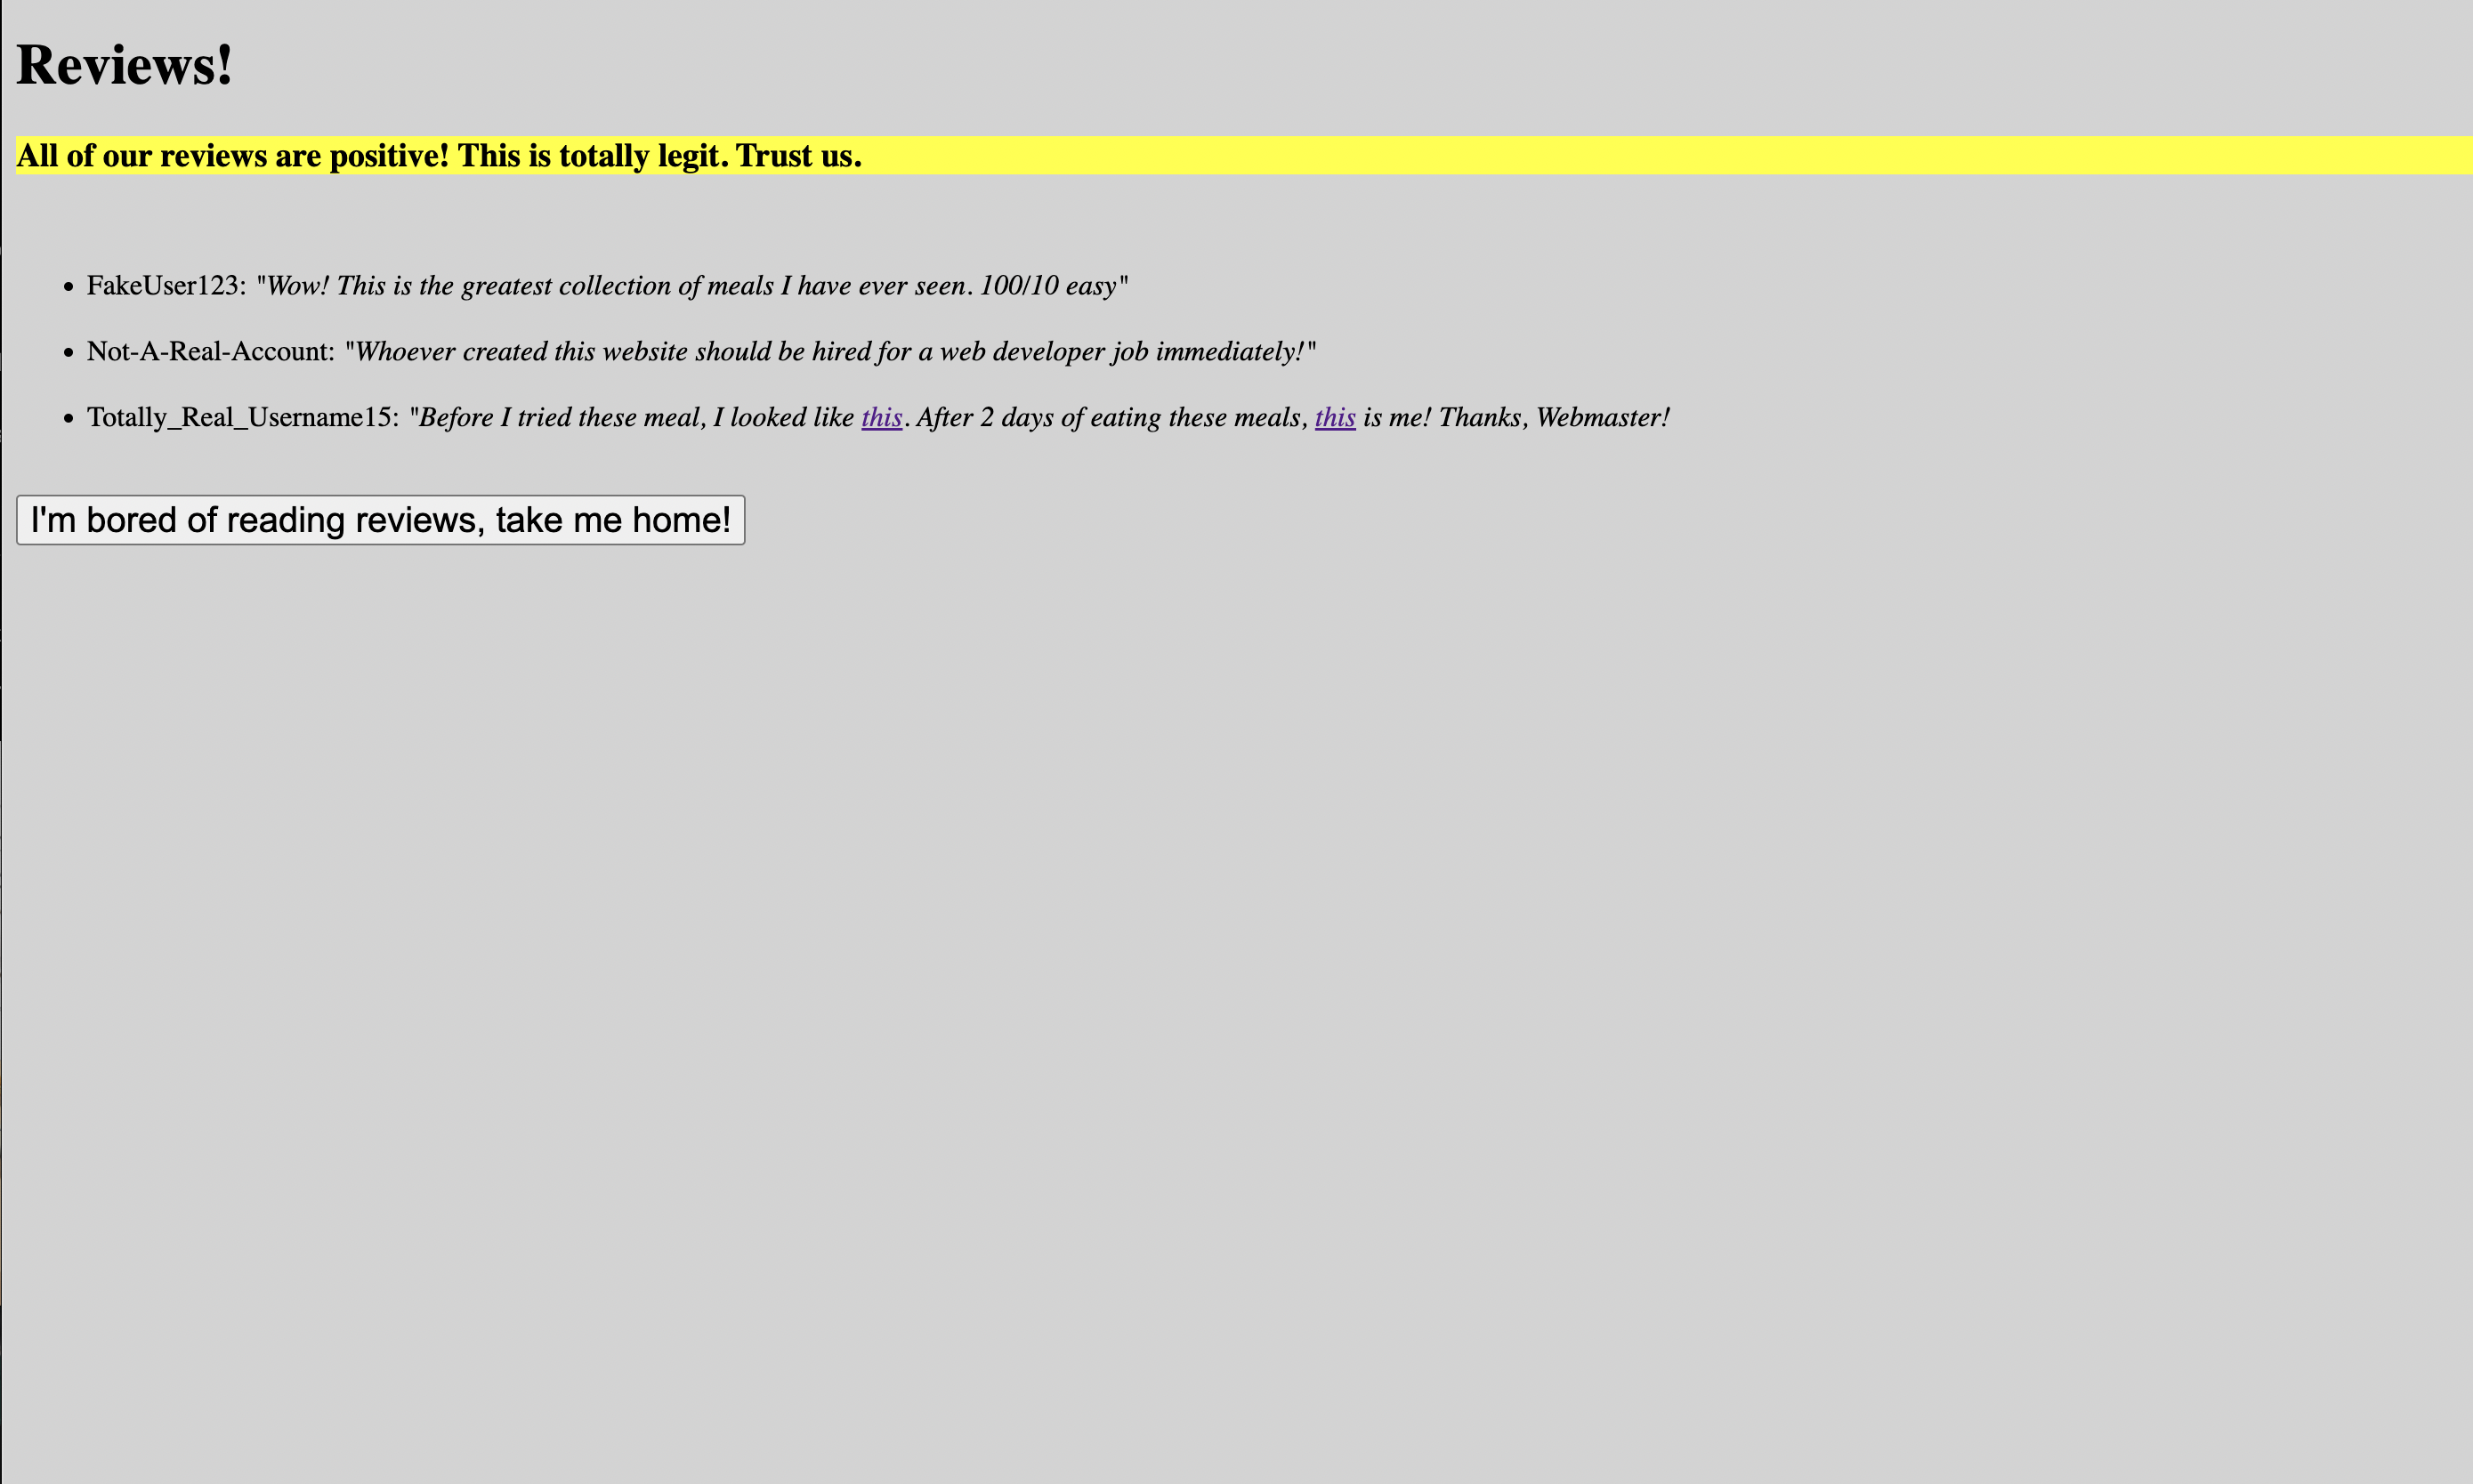 Reviews!
All of our reviews are positive! This is totally legit. Trust us.
• FakeUser123: "Wow! This is the greatest collection of meals I have ever seen. 100/10 easy"
• Not-A-Real-Account: "Whoever created this website should be hired for a web developer job immediately!"
• Totally_Real_Username15: "Before I tried these meal, I looked like this. After 2 days of eating these meals, this is me! Thanks, Webmaster!
I'm bored of reading reviews, take me home!